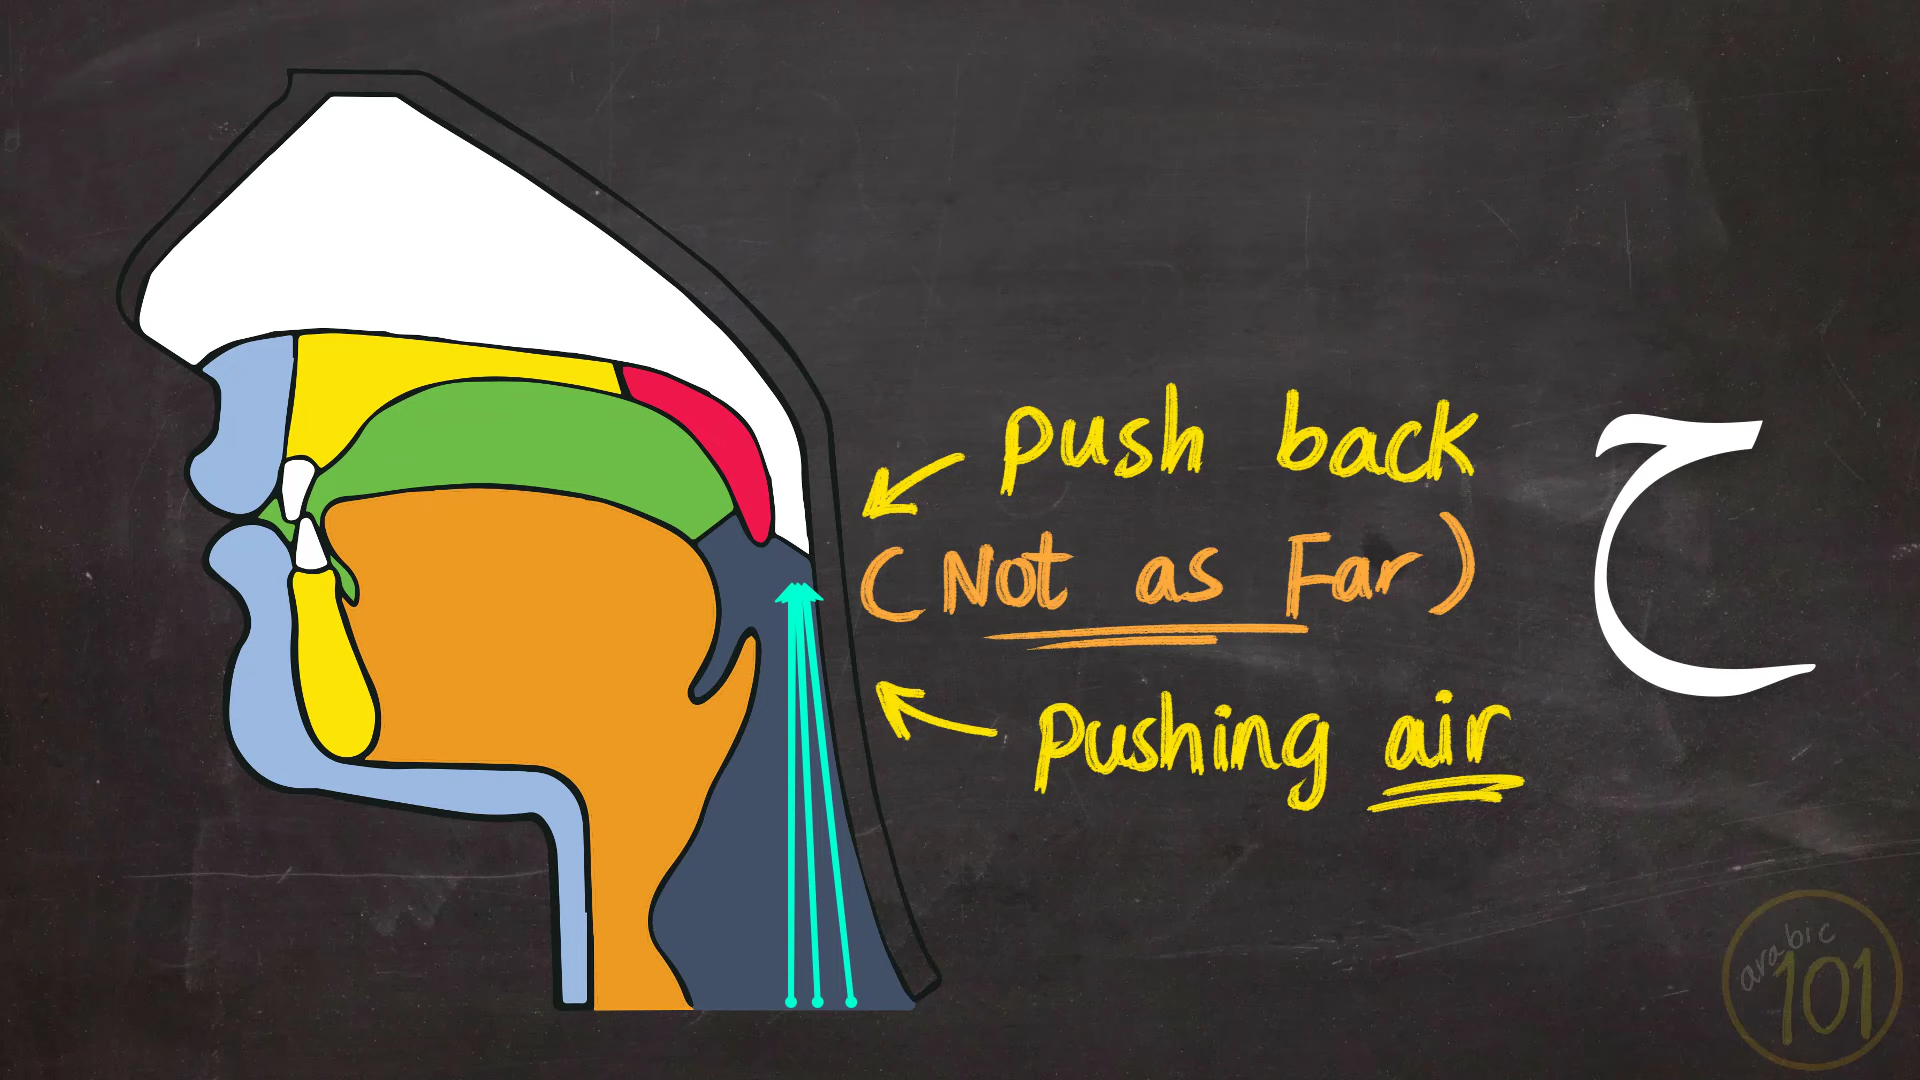 push back
(Not as Far)
pushing air
ح
arabic
101